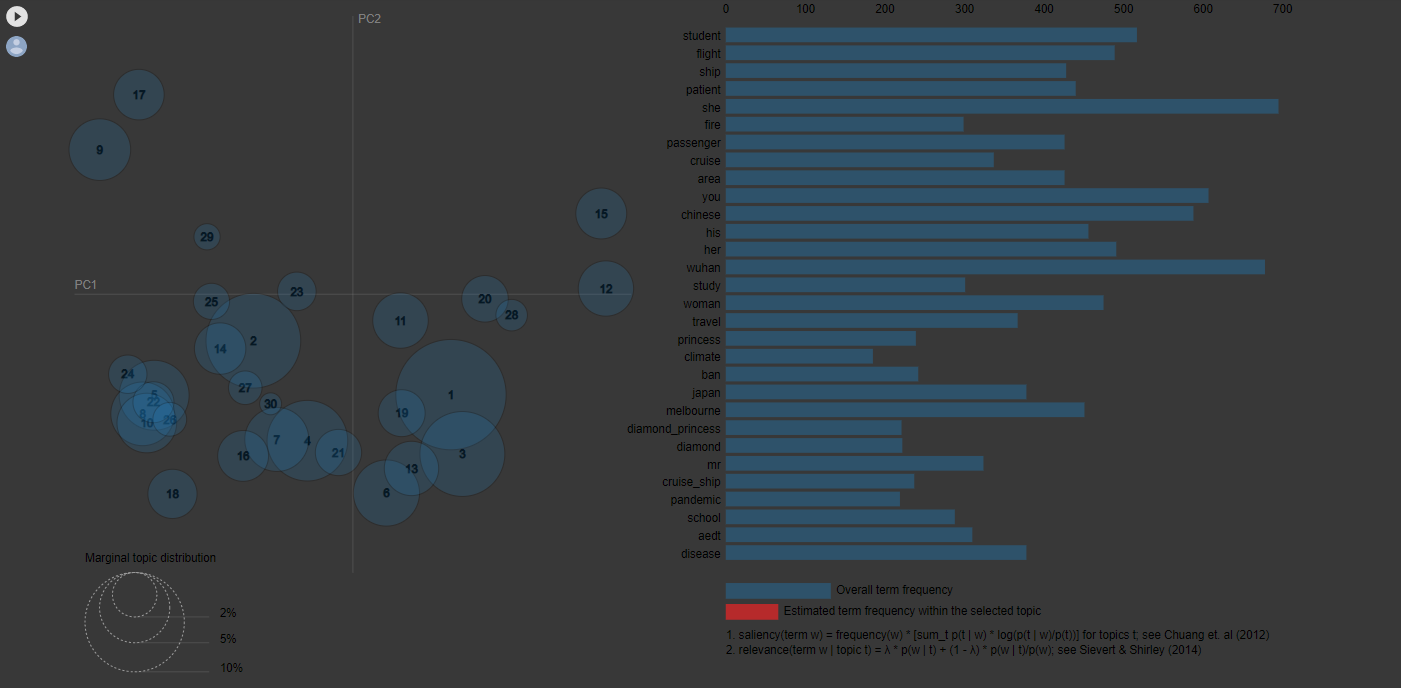 PC2
PC1
17
9
29
15
12
23
25
20
28
11
2
14
24
27
5
22
8
10
26
30
1
19
7
4
16
21
3
13
6
18
Marginal topic distribution
2%
5%
10%
0 100 200 300 400 500 600 700
student
flight
ship
patient
she
fire
passenger
cruise
area
you
chinese
his
her
wuhan
study
woman
travel
princess
climate
ban
japan
melbourne
diamond_princess
diamond
mr
cruise_ship
pandemic
school
aedt
disease
Overall term frequency
Estimated term frequency within the selected topic
1. saliency(term w) = frequency(w) * [sum_t p(t | w) * log(p(t | w)/p(t))] for topics t; see Chuang et. al (2012)
2. relevance(term w | topic t) = λ * p(w | t) + (1 - λ) * p(w | t)/p(w); see Sievert & Shirley (2014)